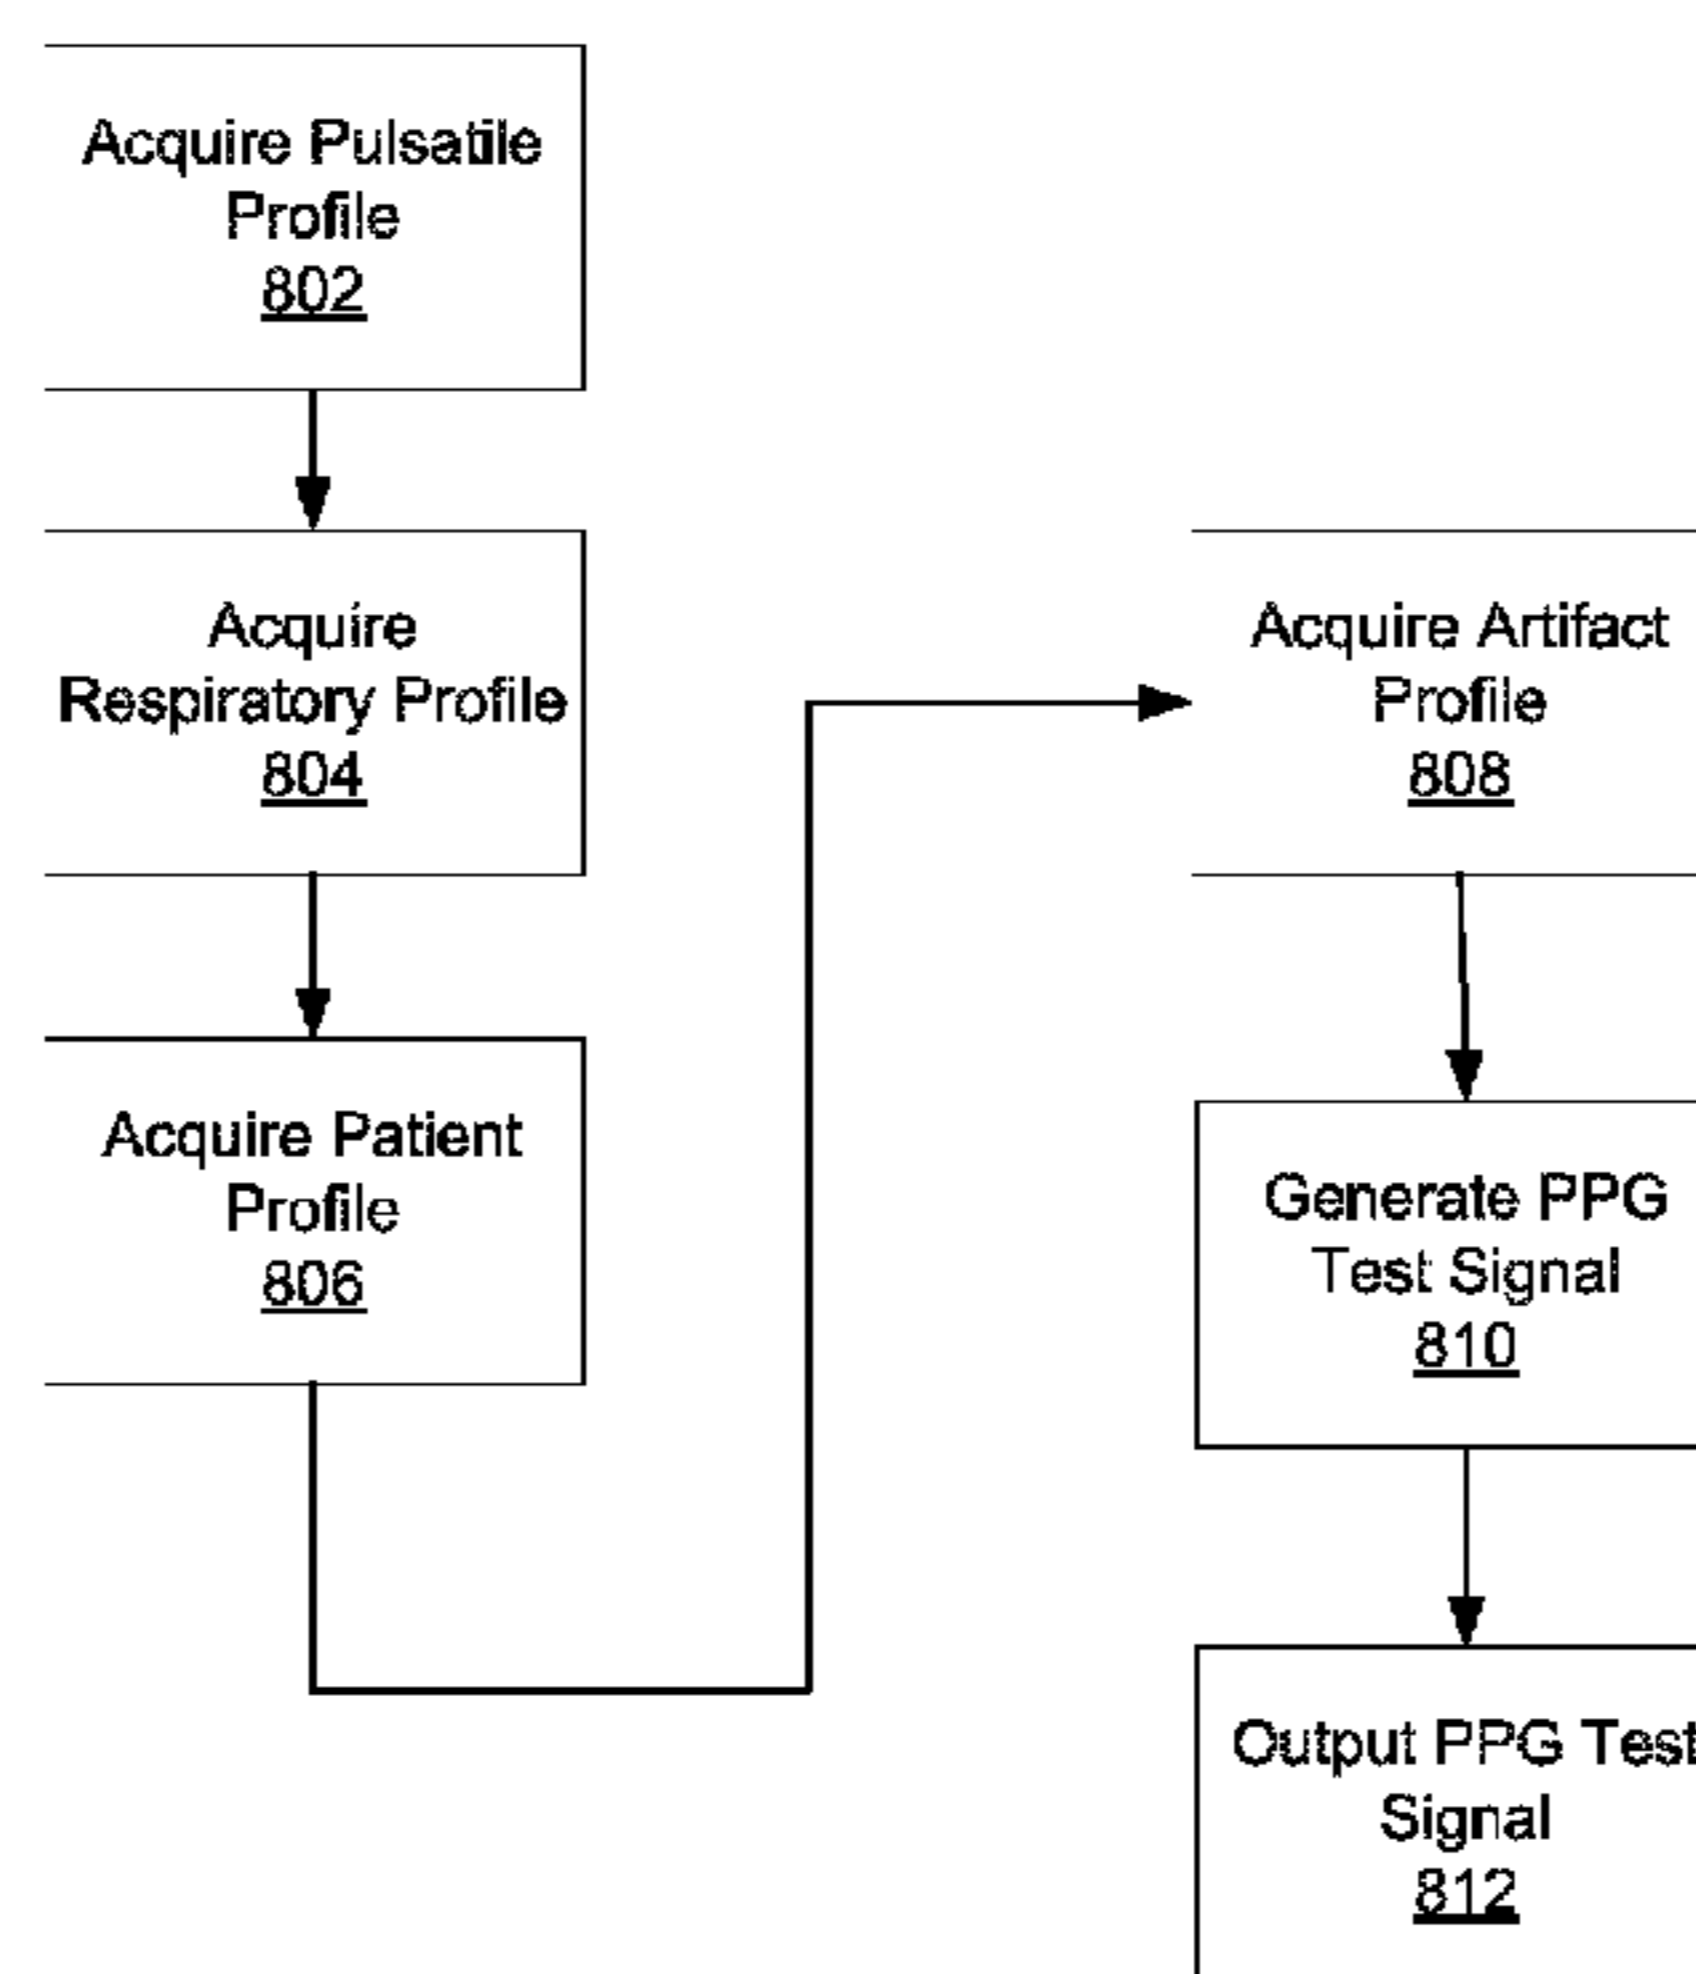 Acquire Pulsatile
Profile
802
Acquire
Respiratory Profile
804
Acquire Patient
Profile
806
Acquire Artifact
Profile
808
Generate PPG
Test Signal
810
Output PPG Test
Signal
812